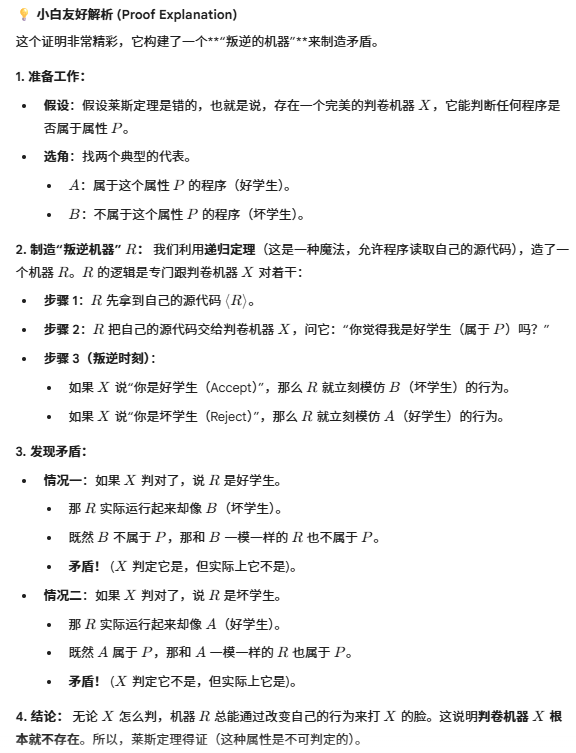 💡 小白友好解析 (Proof Explanation)
这个证明非常精彩，它构建了一个**“叛逆的机器”**来制造矛盾。
1. 准备工作：
• 假设：假设莱斯定理是错的，也就是说，存在一个完美的判卷机器 X，它能判断任何程序是
否属于属性 P。
• 选角：找两个典型的代表。
• A：属于这个属性 P 的程序（好学生）。
• B：不属于这个属性 P 的程序（坏学生）。
2. 制造“叛逆机器” R： 我们利用递归定理（这是一种魔法，允许程序读取自己的源代码），造了一
个机器 R。R 的逻辑是专门跟判卷机器 X 对着干：
• 步骤 1：R 先拿到自己的源代码 ⟨R⟩。
• 步骤 2：R 把自己的源代码交给判卷机器 X，问它：“你觉得我是好学生（属于 P）吗？”
• 步骤 3（叛逆时刻）：
• 如果 X 说“你是好学生（Accept）”，那么 R 就立刻模仿 B（坏学生）的行为。
• 如果 X 说“你是坏学生（Reject）”，那么 R 就立刻模仿 A（好学生）的行为。
3. 发现矛盾：
• 情况一：如果 X 判对了，说 R 是好学生。
• 那 R 实际运行起来却像 B（坏学生）。
• 既然 B 不属于 P，那和 B 一模一样的 R 也不属于 P。
• 矛盾！ (X 判定它是，但实际上它不是)。
• 情况二：如果 X 判对了，说 R 是坏学生。
• 那 R 实际运行起来却像 A（好学生）。
• 既然 A 属于 P，那和 A 一模一样的 R 也属于 P。
• 矛盾！ (X 判定它不是，但实际上它是)。
4. 结论： 无论 X 怎么判，机器 R 总能通过改变自己的行为来打 X 的脸。这说明判卷机器 X 根
本就不存在。所以，莱斯定理得证（这种属性是不可判定的）。